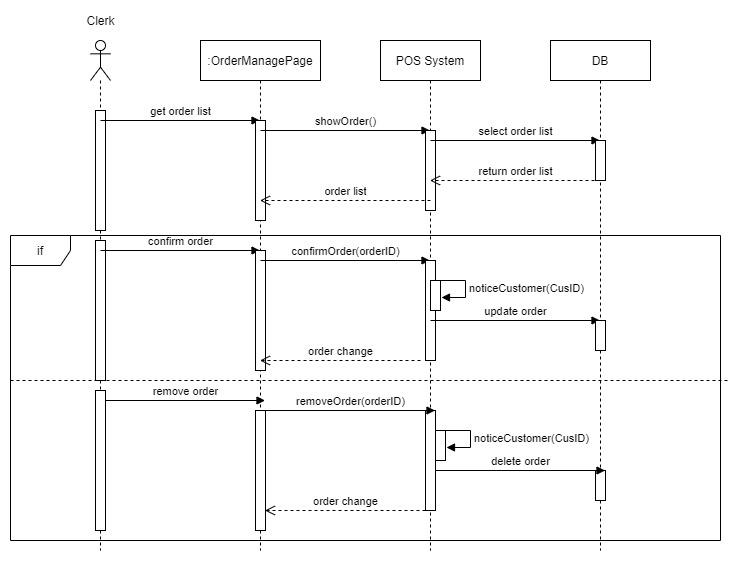 Clerk
:OrderManagePage
POS System
DB
get order list
showOrder()
select order list
return order list
order list
if
confirm order
confirmOrder(orderID)
noticeCustomer(CusID)
update order
order change
remove order
removeOrder(orderID)
noticeCustomer(CusID)
delete order
order change